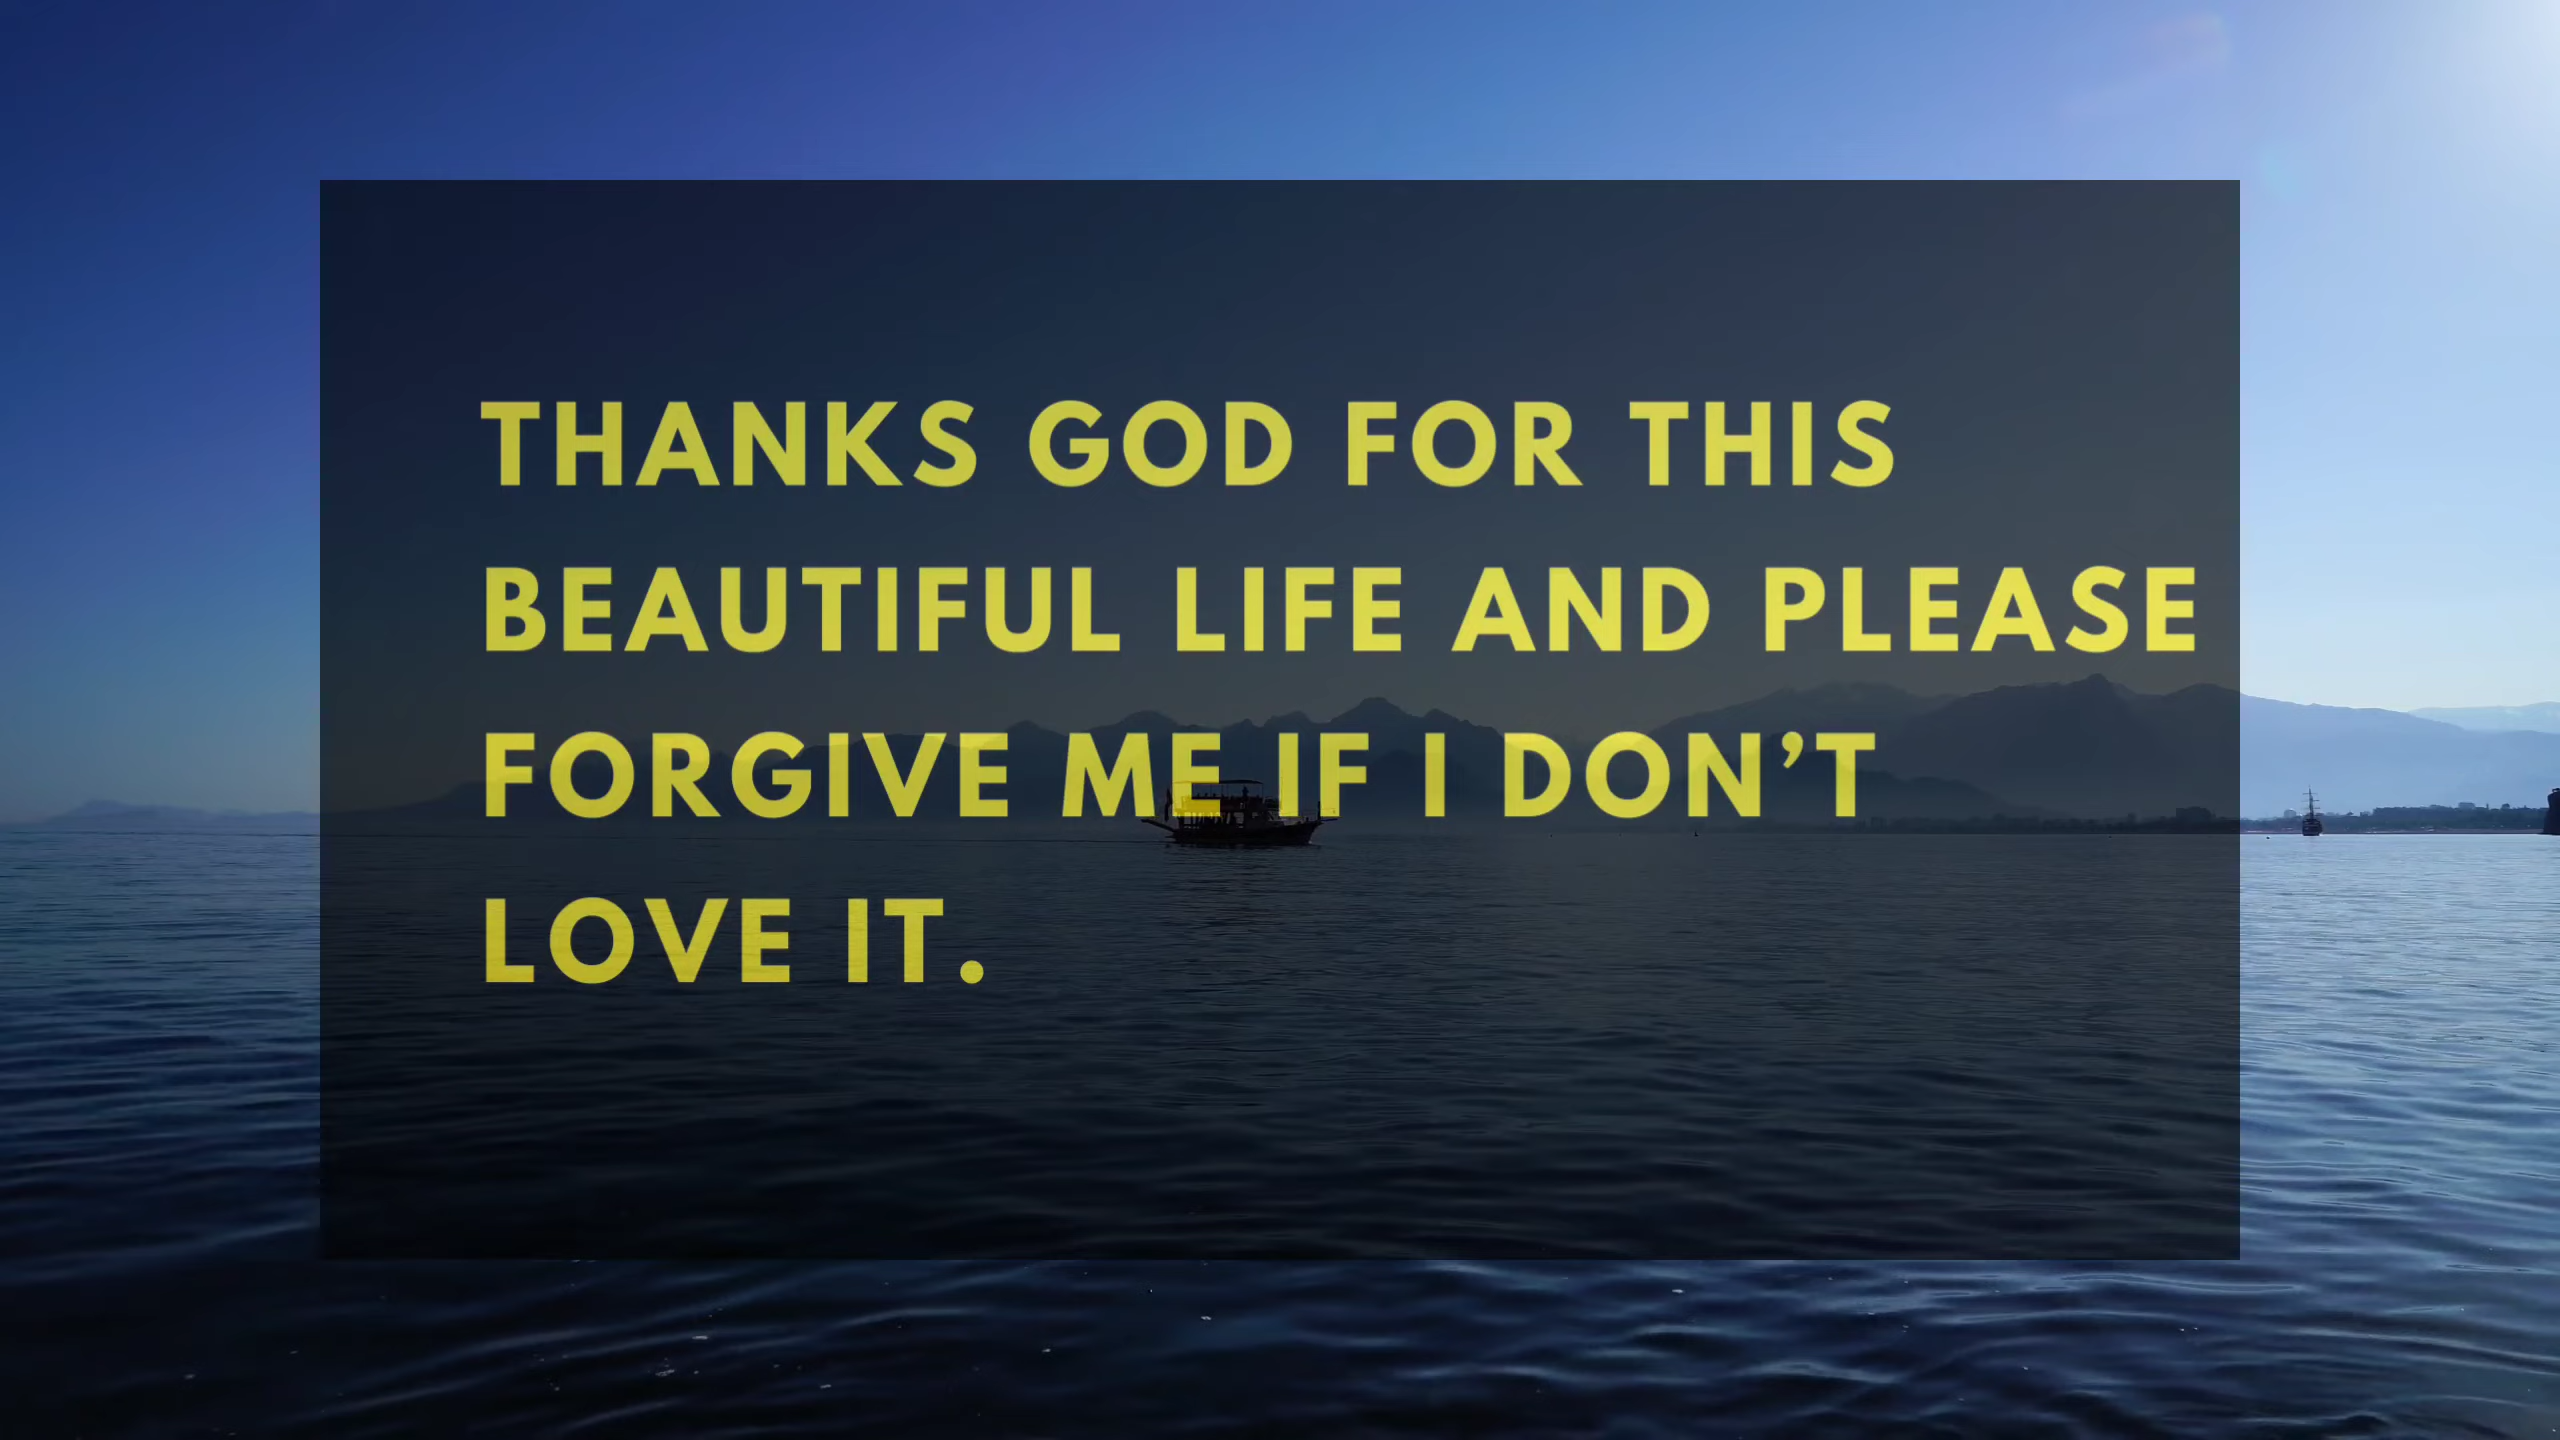 THANKS GOD FOR THIS
BEAUTIFUL LIFE AND PLEASE
FORGIVE ME IF I DON’T
LOVE IT.